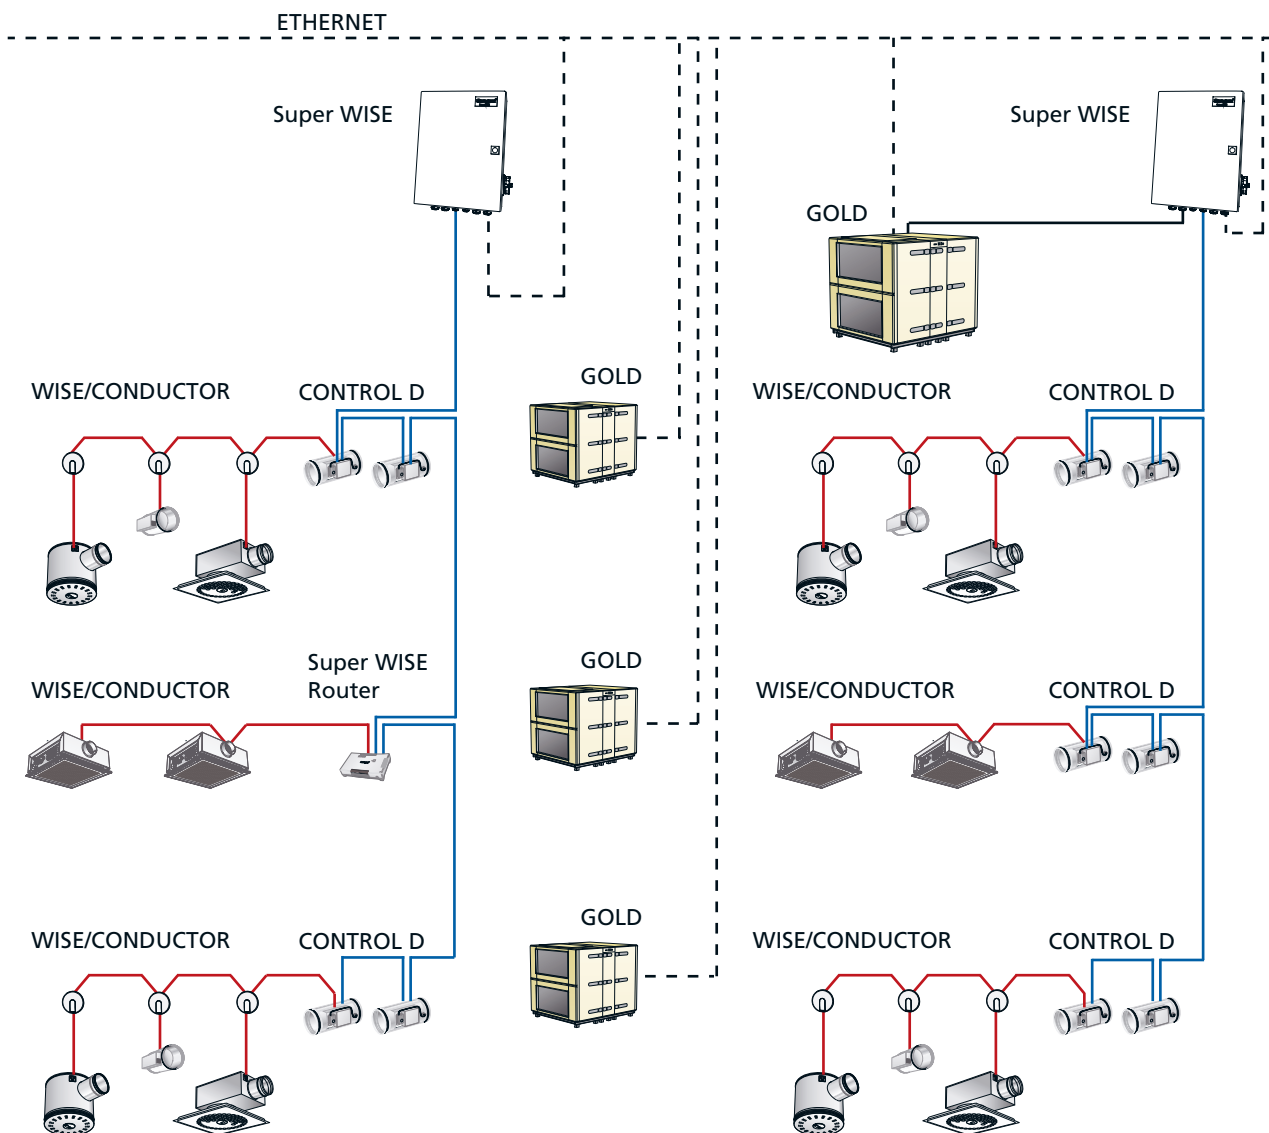 ETHERNET
Super WISE
Super WISE
GOLD
WISE/CONDUCTOR
CONTROL D
GOLD
WISE/CONDUCTOR
CONTROL D
Super WISE
Router
WISE/CONDUCTOR
GOLD
WISE/CONDUCTOR
CONTROL D
WISE/CONDUCTOR
CONTROL D
GOLD
WISE/CONDUCTOR
CONTROL D